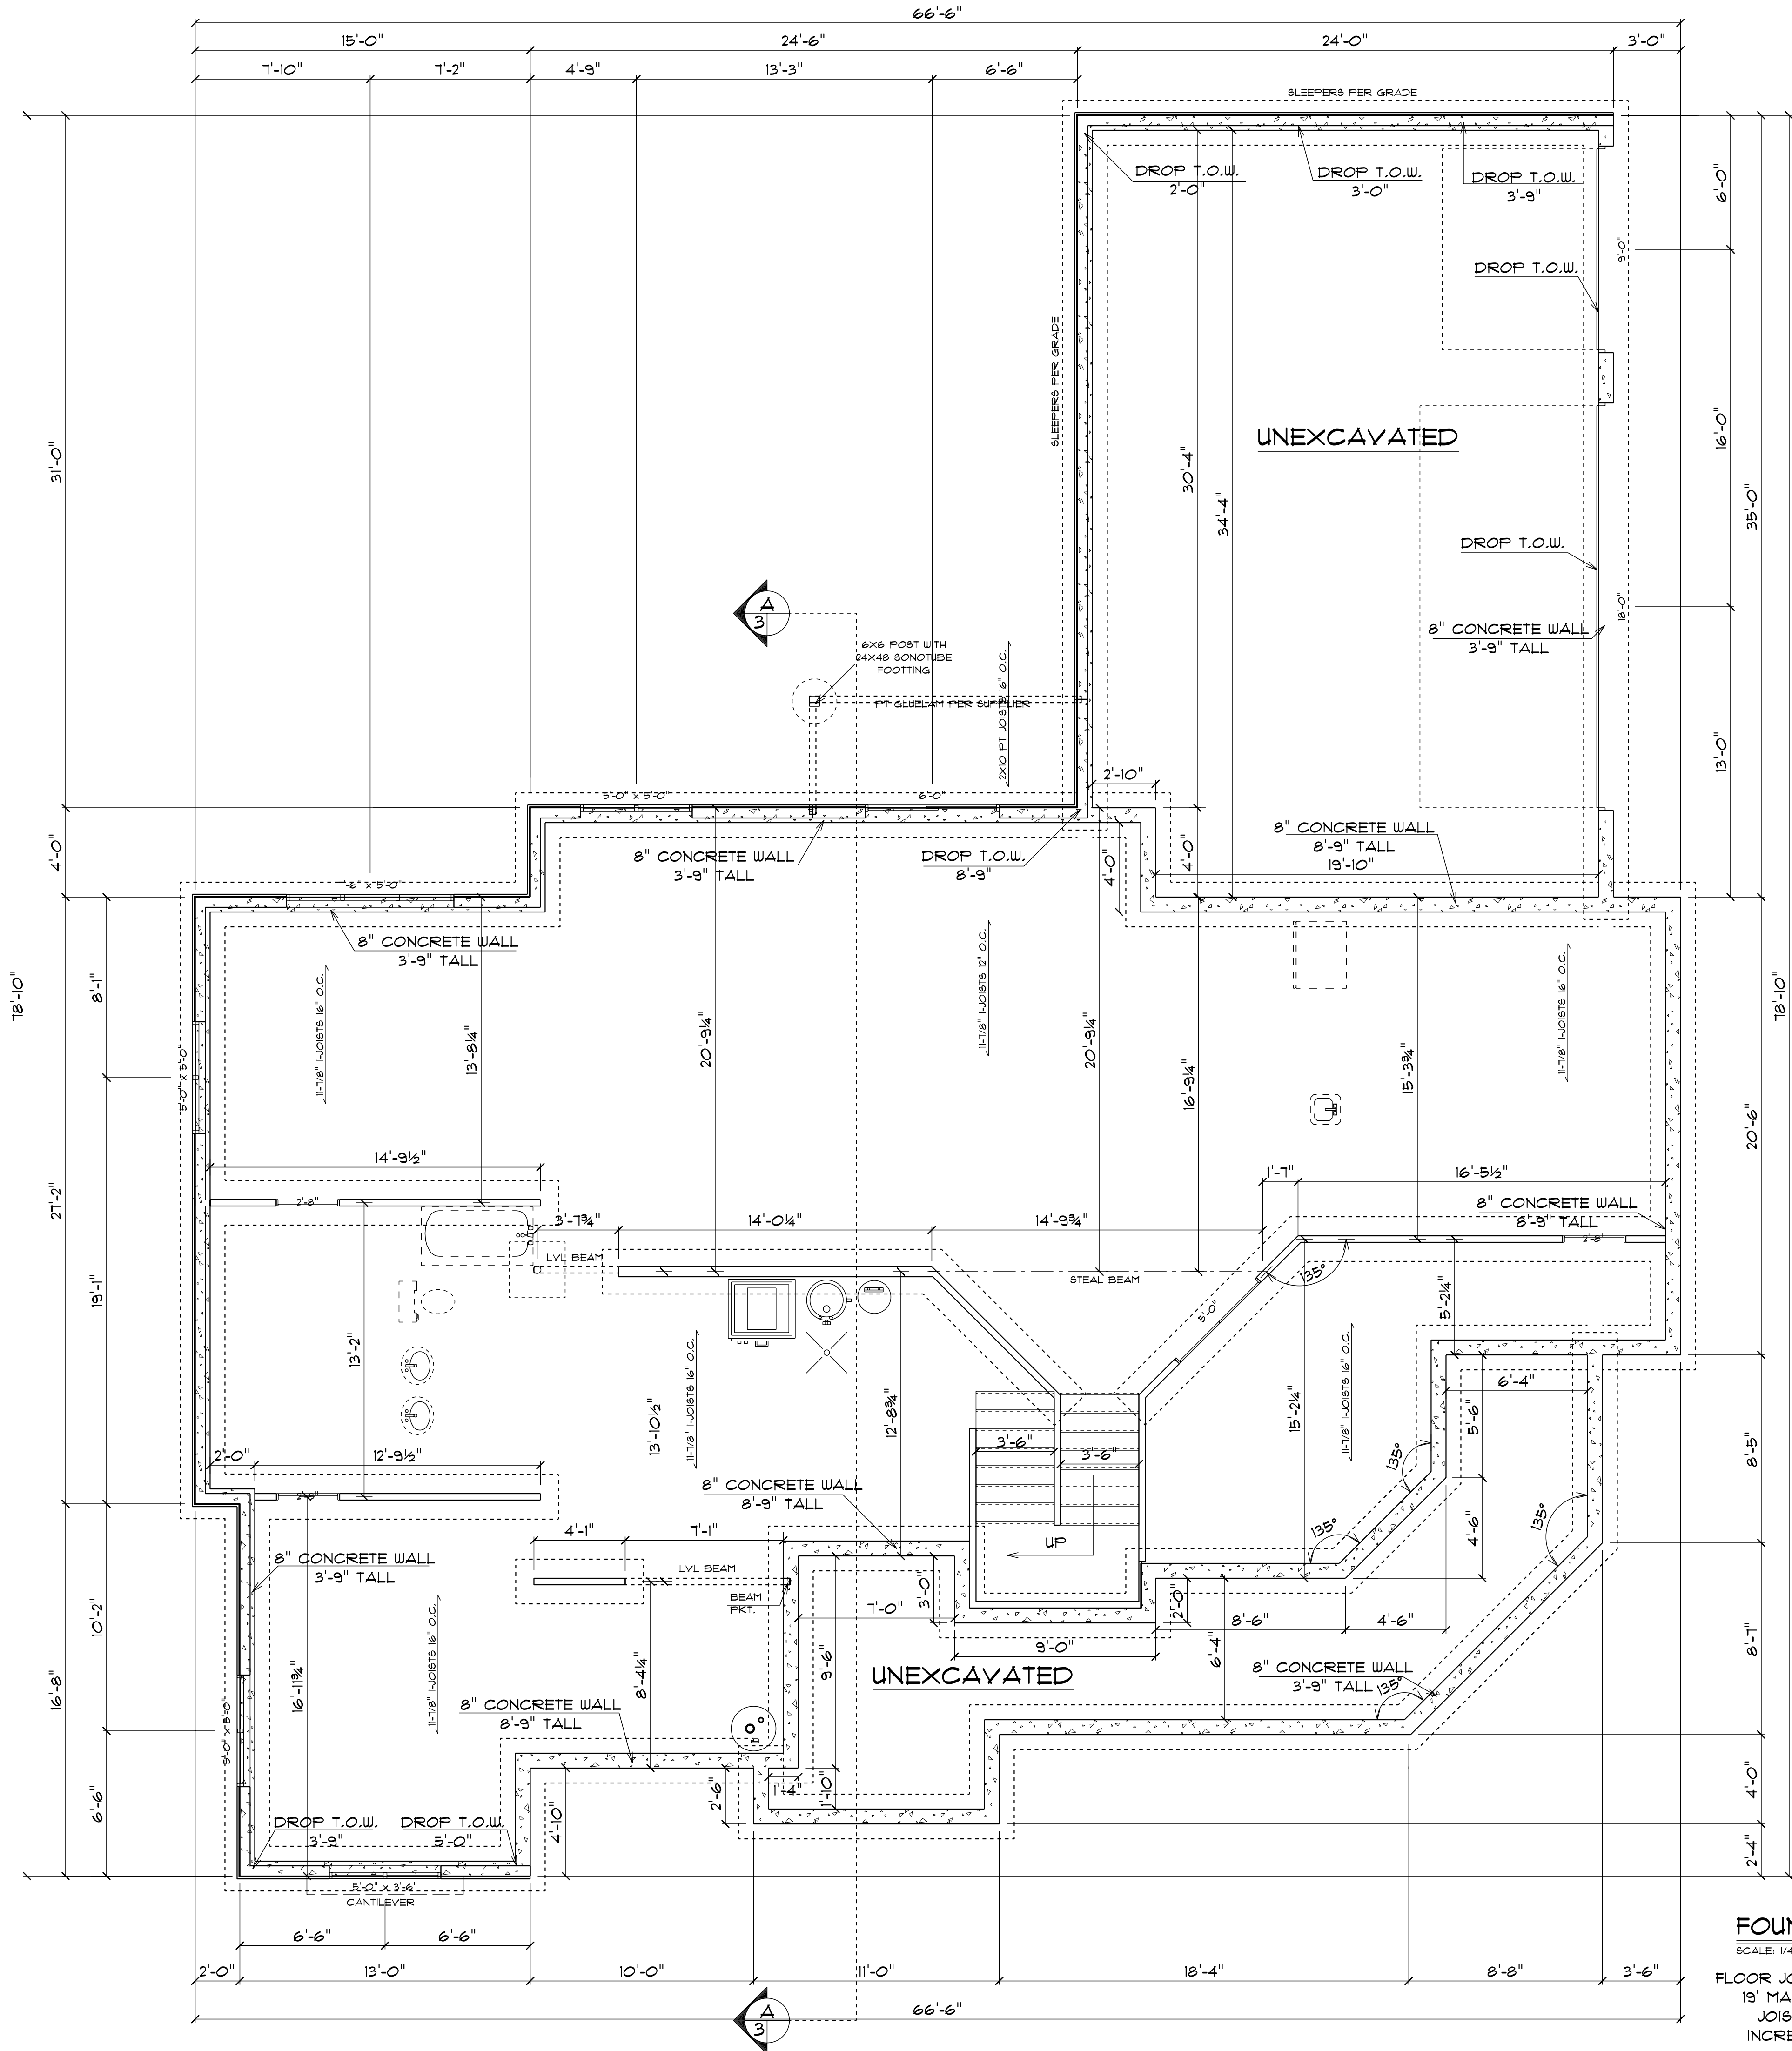 66'-6"
15'-0"
24'-6"
24'-0"
3'-0"
7'-10"
7'-2"
4'-9"
13'-3"
6'-6"
SLEEPERS PER GRADE
DROP T.O.W.
2'-0"
DROP T.O.W.
3'-0"
DROP T.O.W.
3'-9"
6'-0"
9'-0"
DROP T.O.W.
SLEEPERS PER GRADE
UNEXCAVATED
31'-0"
30'-4"
34'-4"
16'-0"
35'-0"
DROP T.O.W.
A
3
18'-0"
8" CONCRETE WALL
3'-9" TALL
6X6 POST WITH
24X48 SONOTUBE
FOOTTING
PT GLUELAM PER SUPPLIER
2X10 PT JOISTS 16" O.C.
13'-0"
2'-10"
5'-0" x 5'-0"
6'-0"
8" CONCRETE WALL
3'-9" TALL
DROP T.O.W.
8'-9"
4'-0"
4'-0"
8" CONCRETE WALL
8'-9" TALL
19'-10"
4'-0"
1'-6" x 5'-0"
8" CONCRETE WALL
3'-9" TALL
78'-10"
8'-1"
11-7/8" I-JOISTS 16" O.C.
13'-8¼"
20'-9¼"
11-7/8" I-JOISTS 12" O.C.
20'-9¼"
16'-9¼"
15'-3¾"
11-7/8" I-JOISTS 16" O.C.
78'-10"
5'-0" x 5'-0"
20'-6"
14'-9½"
2'-8"
27'-2"
3'-7¾"
14'-0¼"
14'-9¾"
1'-7"
16'-5½"
8" CONCRETE WALL
8'-9" TALL
2'-8"
LVL BEAM
STEAL BEAM
135°
5'-0"
19'-1"
13'-2"
5'-2¼"
13'-10½"
11-7/8" I-JOISTS 16" O.C.
12'-8¾"
15'-2¼"
11-7/8" I-JOISTS 16" O.C.
6'-4"
5'-6"
8'-5"
2'-0"
12'-9½"
3'-6"
3'-6"
135°
2'-8"
8" CONCRETE WALL
8'-9" TALL
135°
135°
4'-6"
UP
4'-1"
7'-1"
8" CONCRETE WALL
3'-9" TALL
LVL BEAM
BEAM
PKT.
3'-0"
7'-0"
2'-0"
8'-6"
4'-6"
9'-0"
10'-2"
11-7/8" I-JOISTS 16" O.C.
16'-11¾"
8'-4¼"
9'-6"
UNEXCAVATED
6'-4"
8" CONCRETE WALL
3'-9" TALL
135°
8'-7"
16'-8"
5'-0" x 3'-0"
8" CONCRETE WALL
8'-9" TALL
2'-6"
1'-4"
1'-10"
4'-0"
6'-6"
DROP T.O.W.
3'-9"
DROP T.O.W.
5'-0"
4'-10"
2'-4"
5'-0" x 3'-6"
CANTILEVER
6'-6"
6'-6"
2'-0"
13'-0"
10'-0"
11'-0"
18'-4"
8'-8"
3'-6"
66'-6"
A
3
FOUN
SCALE: 1/4
FLOOR JO
19' MA
JOIS
INCRE